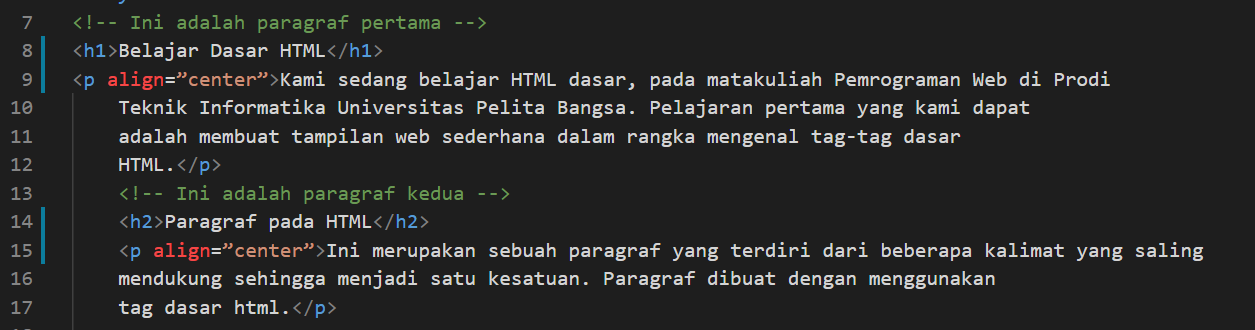 7 <!-- Ini adalah paragraf pertama -->
8 <h1>Belajar Dasar HTML</h1>
9 <p align=”center”>Kami sedang belajar HTML dasar, pada matakuliah Pemrograman Web di Prodi
10 Teknik Informatika Universitas Pelita Bangsa. Pelajaran pertama yang kami dapat
11 adalah membuat tampilan web sederhana dalam rangka mengenal tag-tag dasar
12 HTML.</p>
13 <!-- Ini adalah paragraf kedua -->
14 <h2>Paragraf pada HTML</h2>
15 <p align=”center”>Ini merupakan sebuah paragraf yang terdiri dari beberapa kalimat yang saling
16 mendukung sehingga menjadi satu kesatuan. Paragraf dibuat dengan menggunakan
17 tag dasar html.</p>